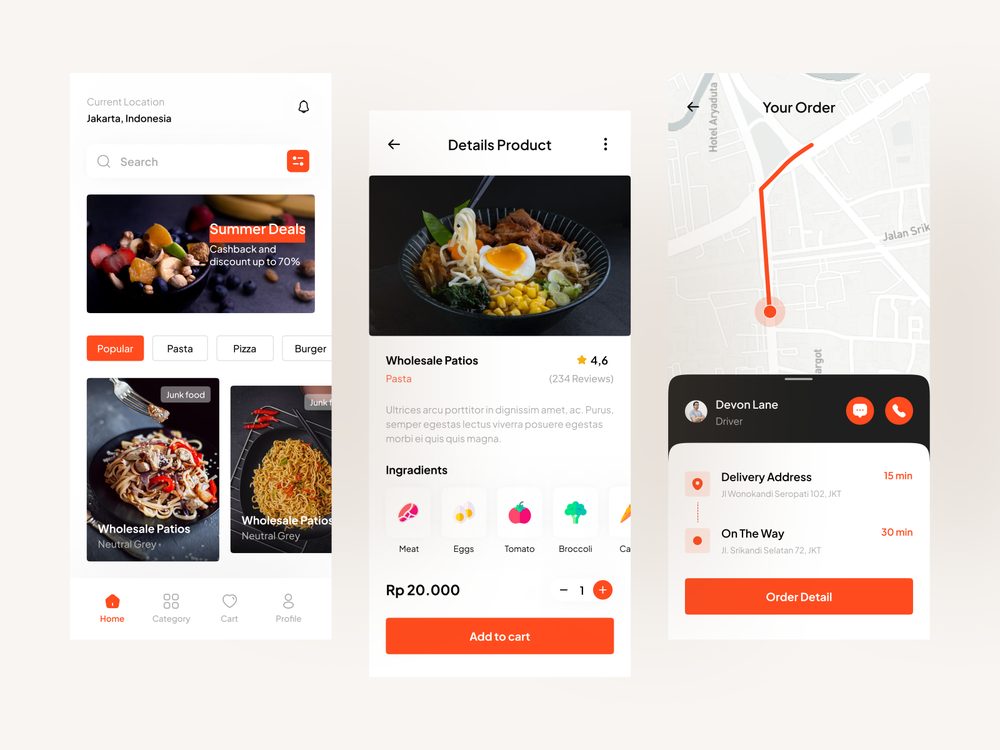 Current Location
Jakarta, Indonesia
Search
Summer Deals
Cashback and
discount up to 70%
Popular
Pasta
Pizza
Burger
Junk food
Wholesale Patios
Neutral Grey
Junk f
Wholesale Patios
Neutral Grey
Home
Category
Cart
Profile
Details Product
Wholesale Patios
4,6
Pasta
(234 Reviews)
Ultrices arcu porttitor in dignissim amet, ac. Purus,
semper egestas lectus viverra posuere egestas
morbi ei quis quis magna.
Ingradients
Meat
Eggs
Tomato
Broccoli
Ca
Rp 20.000
1
Add to cart
Your Order
Hotel Aryaduta
Jalan Srik
argot
Devon Lane
Driver
Delivery Address
15 min
Jl Wonokandi Seropati 102, JKT
On The Way
30 min
Jl. Srikandi Selatan 72, JKT
Order Detail